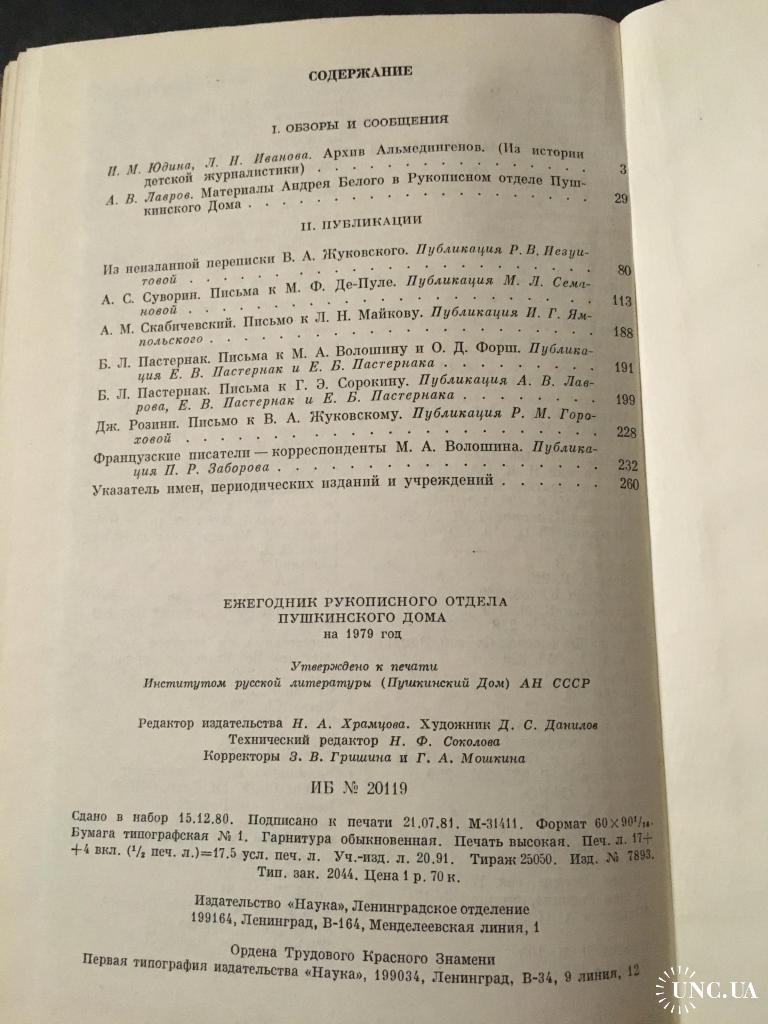 СОДЕРЖАНИЕ
I. ОБЗОРЫ И СООБЩЕНИЯ
И. М. Юдина, Л. Н. Иванова. Архив Альмедингенов. (Из истории
детской журналистики) . . . . . . . . . . . . . . . 3
А. В. Лавров. Материалы Андрея Белого в Рукописном отделе Пуш-
кинского Дома . . . . . . . . . . . . . . . . . . . 29
II. ПУБЛИКАЦИИ
Из неизданной переписки В. А. Жуковского. Публикация Р. В. Иезуи-
товой . . . . . . . . . . . . . . . . . . . . . . . 80
А. С. Суворин. Письма к М. Ф. Де-Пуле. Публикация М. Л. Сема-
новой . . . . . . . . . . . . . . . . . . . . . . . 113
А. М. Скабичевский. Письмо к Л. Н. Майкову. Публикация И. Г. Ям-
польского . . . . . . . . . . . . . . . . . . . . . 188
Б. Л. Пастернак. Письма к М. А. Волошину и О. Д. Форш. Публика-
ция Е. В. Пастернак и Е. Б. Пастернака . . . . . . . 191
Б. Л. Пастернак. Письма к Г. Э. Сорокину. Публикация А. В. Лав-
рова, Е. В. Пастернак и Е. Б. Пастернака . . . . . . 199
Дж. Розини. Письмо к В. А. Жуковскому. Публикация Р. М. Горо-
ховой . . . . . . . . . . . . . . . . . . . . . . . 228
Французские писатели — корреспонденты М. А. Волошина. Публика-
ция П. Р. Заборова . . . . . . . . . . . . . . . . . 232
Указатель имен, периодических изданий и учреждений . . . . . . 260
ЕЖЕГОДНИК РУКОПИСНОГО ОТДЕЛА
ПУШКИНСКОГО ДОМА
на 1979 год
Утверждено к печати
Институтом русской литературы (Пушкинский Дом) АН СССР
Редактор издательства Н. А. Храмцова. Художник Д. С. Данилов
Технический редактор Н. Ф. Соколова
Корректоры З. В. Гришина и Г. А. Мошкина
ИБ № 20119
Сдано в набор 15.12.80. Подписано к печати 21.07.81. М-31411. Формат 60×90¹/₁₆.
Бумага типографская № 1. Гарнитура обыкновенная. Печать высокая. Печ. л. 17+
+4 вкл. (¹/₂ печ. л.)=17.5 усл. печ. л. Уч.-изд. л. 20.91. Тираж 25050. Изд. № 7893.
Тип. зак. 2044. Цена 1 р. 70 к.
Издательство «Наука», Ленинградское отделение
199164, Ленинград, В-164, Менделеевская линия, 1
Ордена Трудового Красного Знамени
Первая типография издательства «Наука», 199034, Ленинград, В-34, 9 линия, 12
UNC.UA